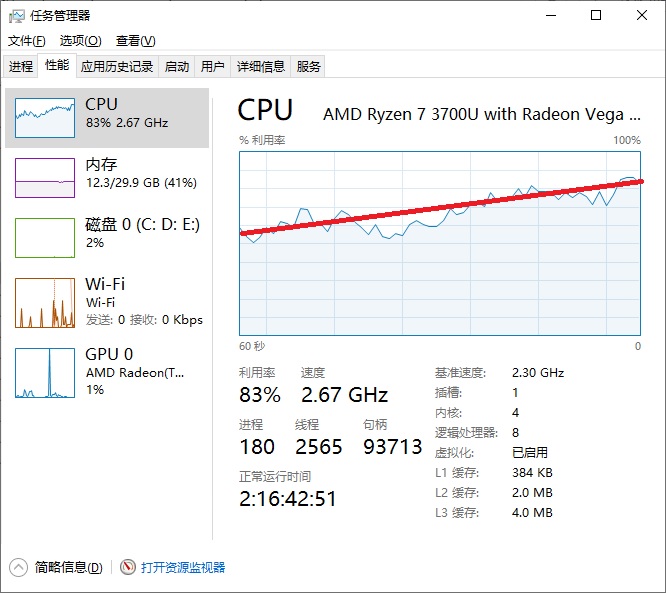 任务管理器
文件(F) 选项(O) 查看(V)
进程 性能 应用历史记录 启动 用户 详细信息 服务
CPU
83% 2.67 GHz
内存
12.3/29.9 GB (41%)
磁盘 0 (C: D: E:)
2%
Wi-Fi
Wi-Fi
发送: 0 接收: 0 Kbps
GPU 0
AMD Radeon(T...
1%
CPU AMD Ryzen 7 3700U with Radeon Vega ...
% 利用率 100%
60 秒 0
利用率 速度
83% 2.67 GHz
进程 线程 句柄
180 2565 93713
正常运行时间
2:16:42:51
基准速度: 2.30 GHz
插槽: 1
内核: 4
逻辑处理器: 8
虚拟化: 已启用
L1 缓存: 384 KB
L2 缓存: 2.0 MB
L3 缓存: 4.0 MB
简略信息(D) 打开资源监视器